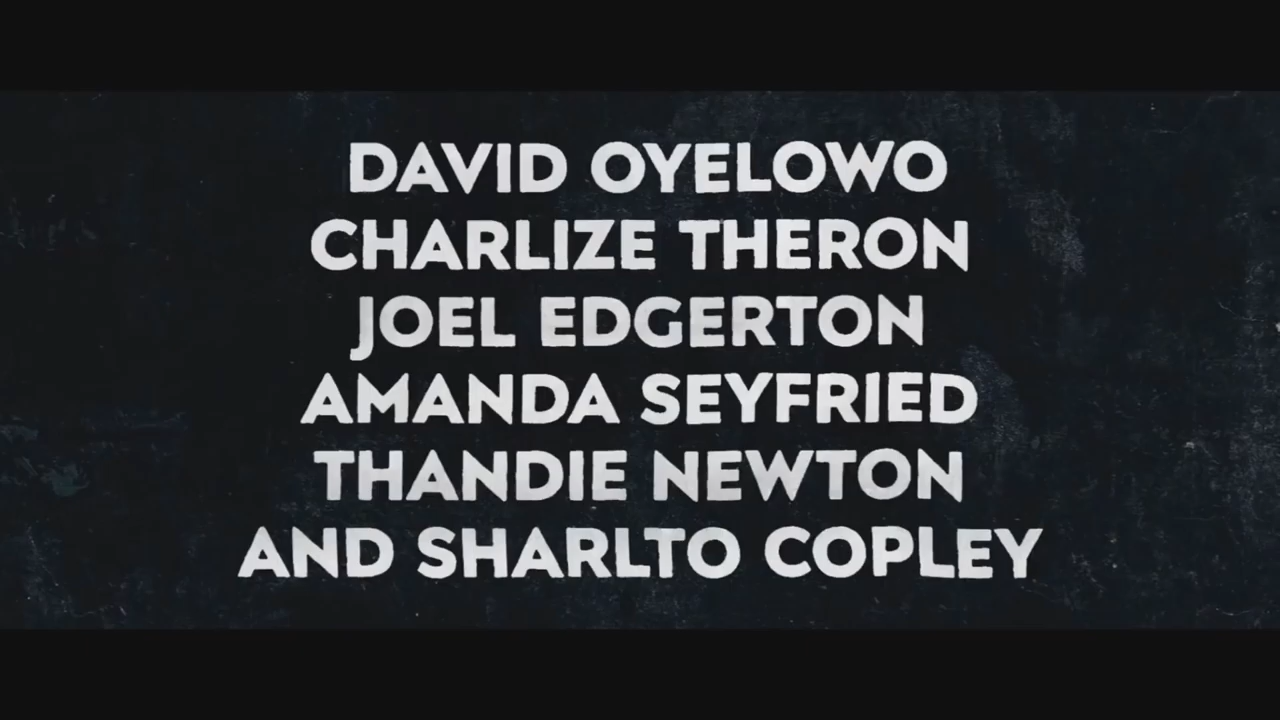 DAVID OYELOWO
CHARLIZE THERON
JOEL EDGERTON
AMANDA SEYFRIED
THANDIE NEWTON
AND SHARLTO COPLEY